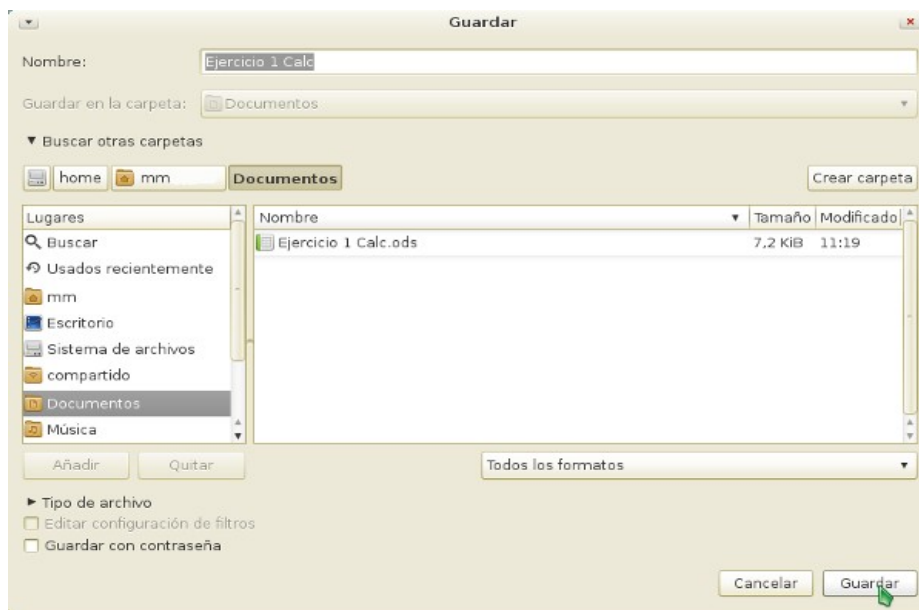 Guardar
Nombre: Ejercicio 1 Calc
Guardar en la carpeta: Documentos
Buscar otras carpetas
home mm Documentos Crear carpeta
Lugares Nombre Tamaño Modificado
Buscar Ejercicio 1 Calc.ods 7,2 KiB 11:19
Usados recientemente
mm
Escritorio
Sistema de archivos
compartido
Documentos
Música
Añadir Quitar Todos los formatos
Tipo de archivo
Editar configuración de filtros
Guardar con contraseña
Cancelar Guardar